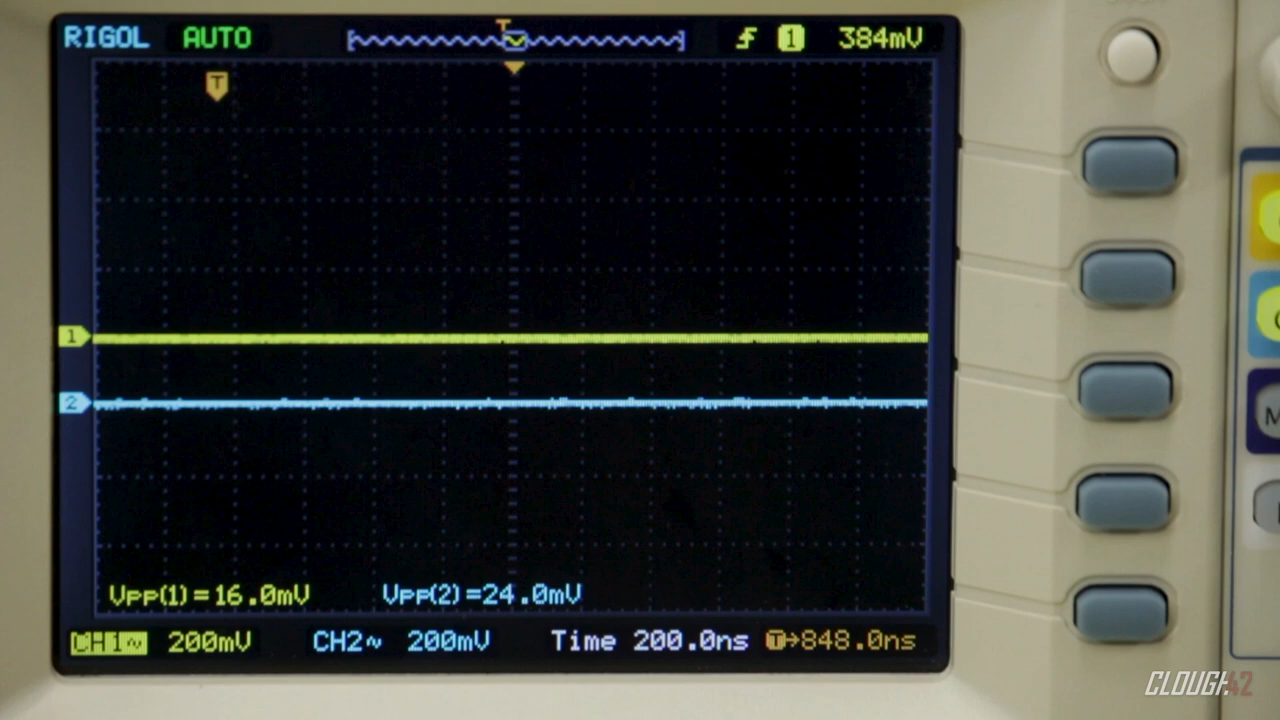 RIGOL AUTO T 1 384mV
T
1
2
Vpp(1)=16.0mV Vpp(2)=24.0mV
CH1~ 200mV CH2~ 200mV Time 200.0ns T→848.0ns
CLOUGH42